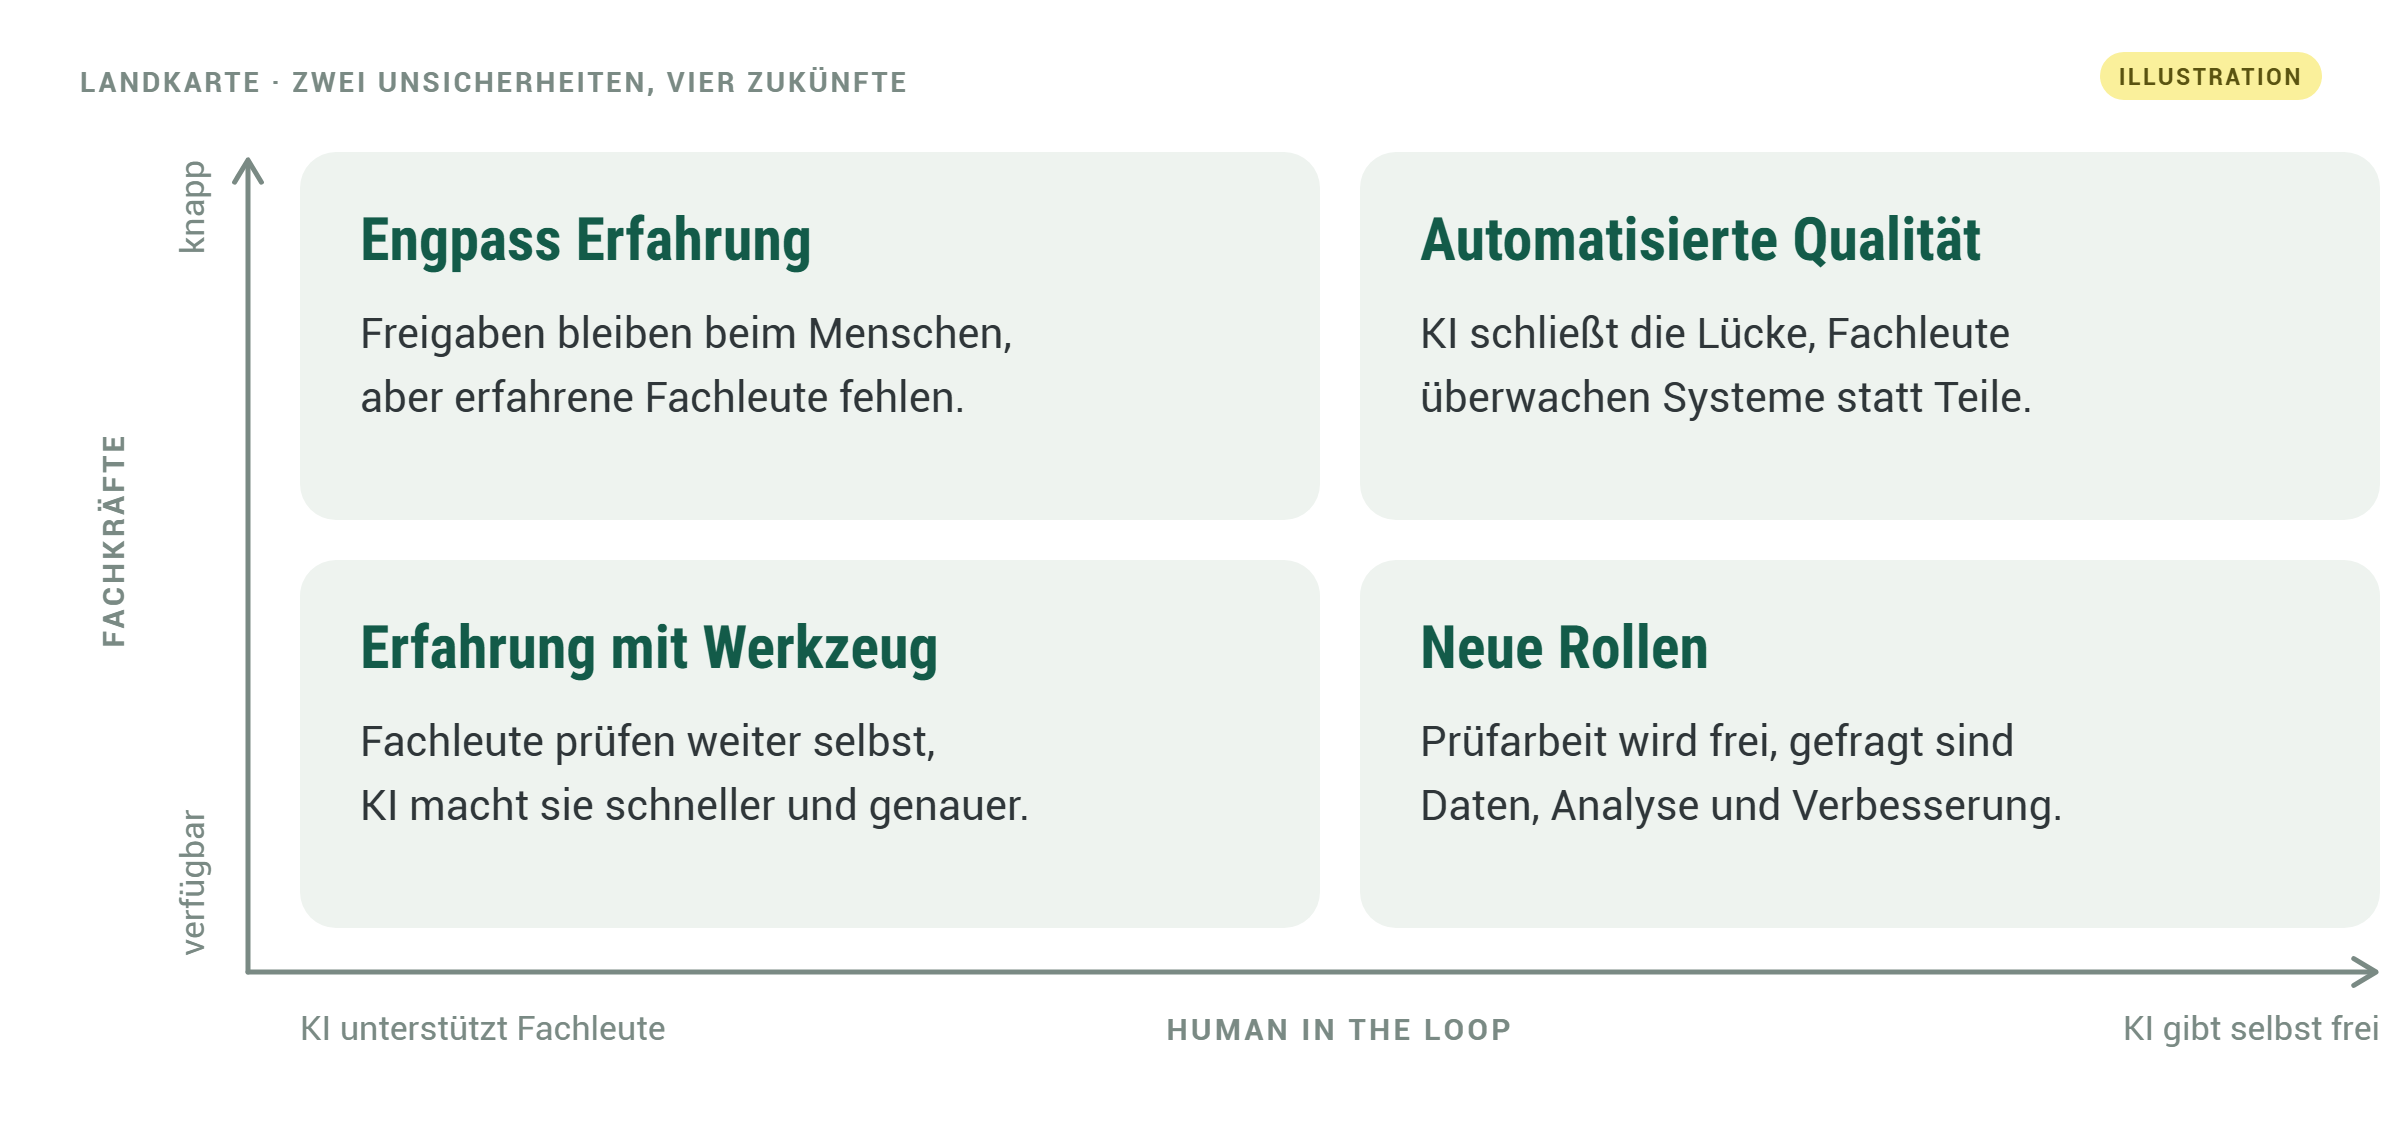 LANDKARTE · ZWEI UNSICHERHEITEN, VIER ZUKÜNFTE
ILLUSTRATION
knapp
FACHKRÄFTE
verfügbar
Engpass Erfahrung
Freigaben bleiben beim Menschen,
aber erfahrene Fachleute fehlen.
Automatisierte Qualität
KI schließt die Lücke, Fachleute
überwachen Systeme statt Teile.
Erfahrung mit Werkzeug
Fachleute prüfen weiter selbst,
KI macht sie schneller und genauer.
Neue Rollen
Prüfarbeit wird frei, gefragt sind
Daten, Analyse und Verbesserung.
KI unterstützt Fachleute
HUMAN IN THE LOOP
KI gibt selbst frei